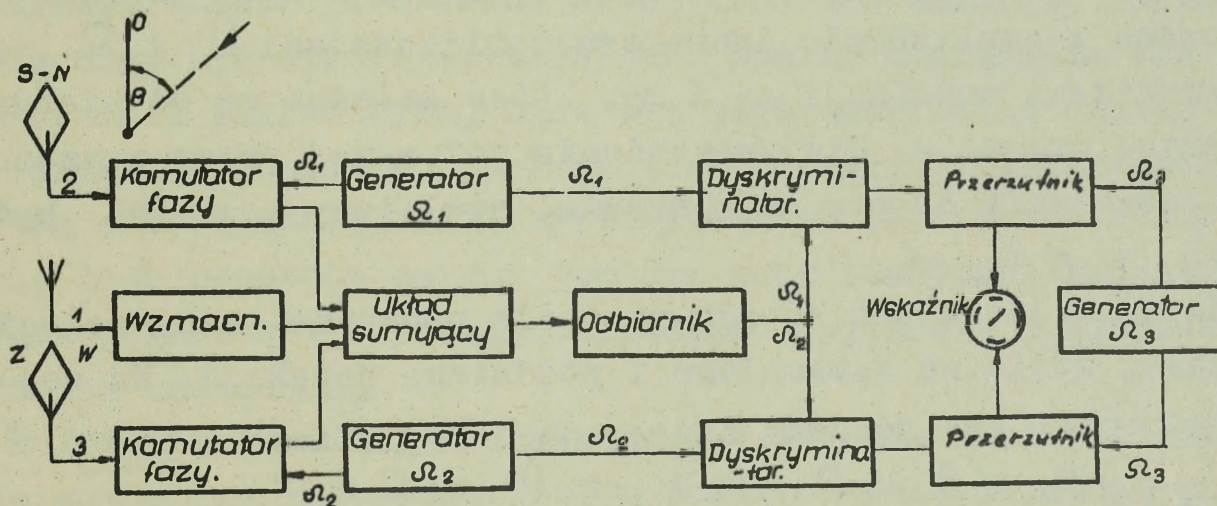 O
S-N
θ
2
Komutator
fazy
Ω₁
Generator
Ω₁
Ω₁
Dyskrymi-
nator.
Przerzutnik
Ω₃
1
Wzmacn.
Układ
sumujący
Odbiornik
Ω₁
Ω₂
Wskaźnik
Generator
Ω₃
Z
W
3
Komutator
fazy.
Ω₂
Generator
Ω₂
Ω₂
Dyskrymina
-tor.
Przerzutnik
Ω₃